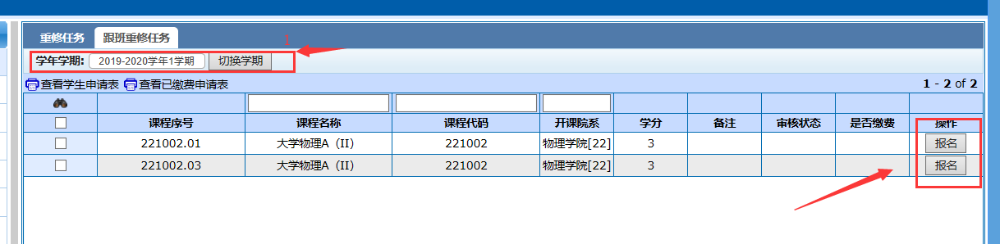 重修任务 跟班重修任务
1
学年学期: 2019-2020学年1学期 切换学期
查看学生申请表 查看已缴费申请表 1 - 2 of 2
课程序号 课程名称 课程代码 开课院系 学分 备注 审核状态 是否缴费 操作
221002.01 大学物理A（II） 221002 物理学院[22] 3 报名
221002.03 大学物理A（II） 221002 物理学院[22] 3 报名